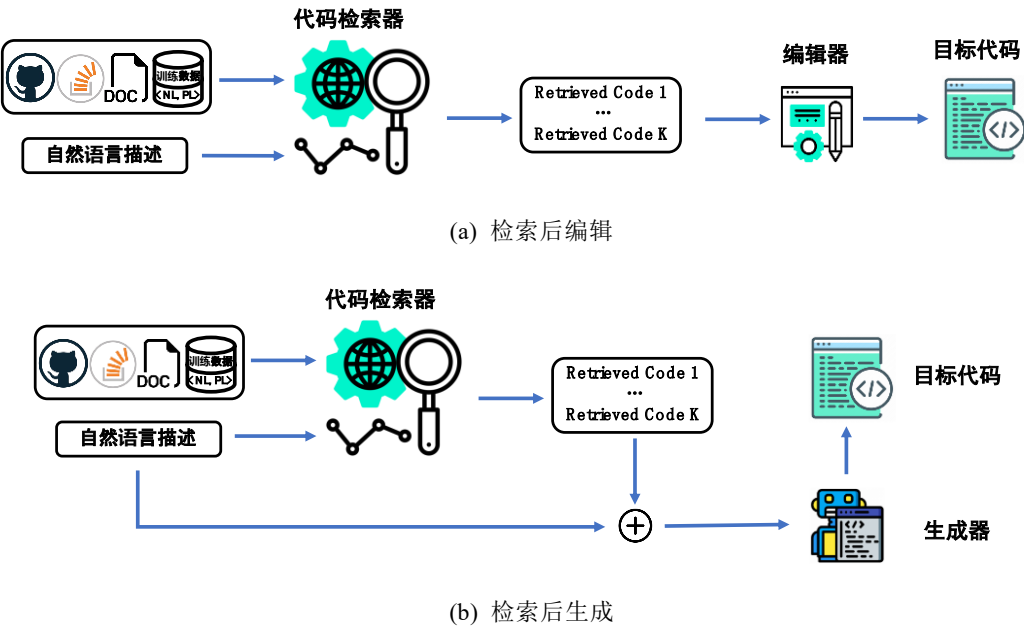 代码检索器
DOC
训练数据
<NL, PL>
自然语言描述
Retrieved Code 1
...
Retrieved Code K
编辑器
目标代码
</>
(a) 检索后编辑
代码检索器
DOC
训练数据
<NL, PL>
自然语言描述
Retrieved Code 1
...
Retrieved Code K
+
目标代码
</>
</>
生成器
(b) 检索后生成